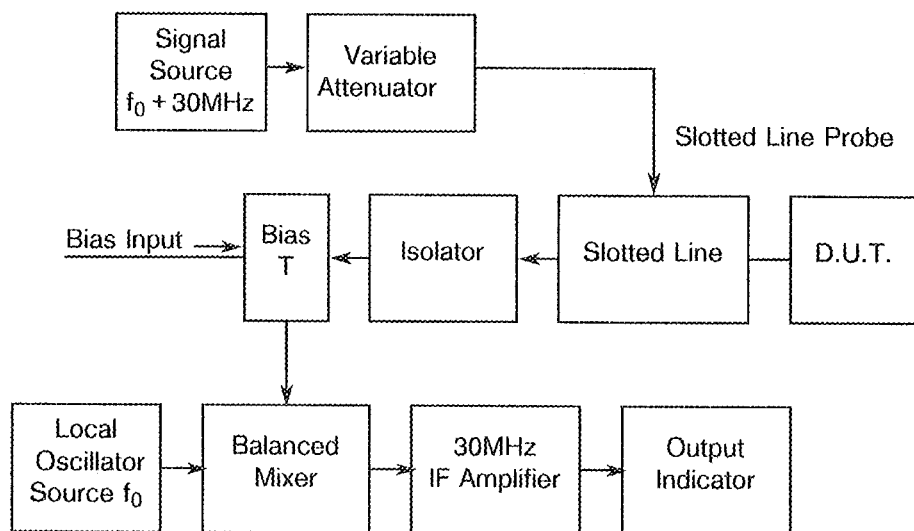 Signal
Source
f₀ + 30MHz
Variable
Attenuator
Slotted Line Probe
Bias Input
Bias
T
Isolator
Slotted Line
D.U.T.
Local
Oscillator
Source f₀
Balanced
Mixer
30MHz
IF Amplifier
Output
Indicator